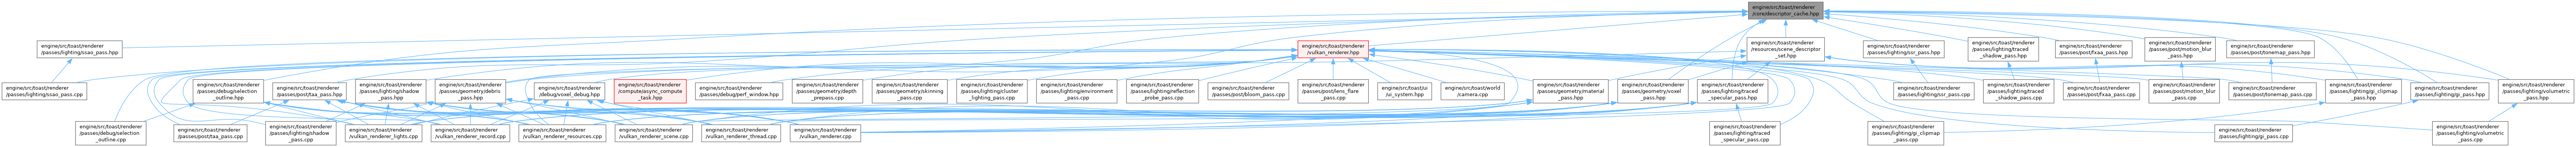 engine/src/toast/renderer
/core/descriptor_cache.hpp
engine/src/toast/renderer
/passes/lighting/ssao_pass.hpp
engine/src/toast/renderer
/vulkan_renderer.hpp
engine/src/toast/renderer
/resources/scene_descriptor
_set.hpp
engine/src/toast/renderer
/passes/lighting/ssr_pass.hpp
engine/src/toast/renderer
/passes/lighting/traced
_shadow_pass.hpp
engine/src/toast/renderer
/passes/post/fxaa_pass.hpp
engine/src/toast/renderer
/passes/post/motion_blur
_pass.hpp
engine/src/toast/renderer
/passes/post/tonemap_pass.hpp
engine/src/toast/renderer
/passes/lighting/ssao_pass.cpp
engine/src/toast/renderer
/passes/debug/selection
_outline.hpp
engine/src/toast/renderer
/passes/post/taa_pass.hpp
engine/src/toast/renderer
/passes/lighting/shadow
_pass.hpp
engine/src/toast/renderer
/passes/geometry/debris
_pass.hpp
engine/src/toast/renderer
/debug/voxel_debug.hpp
engine/src/toast/renderer
/compute/async_compute
_task.hpp
engine/src/toast/renderer
/passes/debug/perf_window.hpp
engine/src/toast/renderer
/passes/geometry/depth
_prepass.cpp
engine/src/toast/renderer
/passes/geometry/skinning
_pass.cpp
engine/src/toast/renderer
/passes/lighting/cluster
_lighting_pass.cpp
engine/src/toast/renderer
/passes/lighting/environment
_pass.cpp
engine/src/toast/renderer
/passes/lighting/reflection
_probe_pass.cpp
engine/src/toast/renderer
/passes/post/bloom_pass.cpp
engine/src/toast/renderer
/passes/post/lens_flare
_pass.cpp
engine/src/toast/ui
/ui_system.hpp
engine/src/toast/world
/camera.cpp
engine/src/toast/renderer
/passes/geometry/material
_pass.hpp
engine/src/toast/renderer
/passes/geometry/voxel
_pass.hpp
engine/src/toast/renderer
/passes/lighting/traced
_specular_pass.hpp
engine/src/toast/renderer
/passes/lighting/ssr_pass.cpp
engine/src/toast/renderer
/passes/lighting/traced
_shadow_pass.cpp
engine/src/toast/renderer
/passes/post/fxaa_pass.cpp
engine/src/toast/renderer
/passes/post/motion_blur
_pass.cpp
engine/src/toast/renderer
/passes/post/tonemap_pass.cpp
engine/src/toast/renderer
/passes/lighting/gi_clipmap
_pass.hpp
engine/src/toast/renderer
/passes/lighting/gi_pass.hpp
engine/src/toast/renderer
/passes/lighting/volumetric
_pass.hpp
engine/src/toast/renderer
/passes/debug/selection
_outline.cpp
engine/src/toast/renderer
/passes/post/taa_pass.cpp
engine/src/toast/renderer
/passes/lighting/shadow
_pass.cpp
engine/src/toast/renderer
/vulkan_renderer_lights.cpp
engine/src/toast/renderer
/vulkan_renderer_record.cpp
engine/src/toast/renderer
/vulkan_renderer_resources.cpp
engine/src/toast/renderer
/vulkan_renderer_scene.cpp
engine/src/toast/renderer
/vulkan_renderer_thread.cpp
engine/src/toast/renderer
/vulkan_renderer.cpp
engine/src/toast/renderer
/passes/lighting/traced
_specular_pass.cpp
engine/src/toast/renderer
/passes/lighting/gi_clipmap
_pass.cpp
engine/src/toast/renderer
/passes/lighting/gi_pass.cpp
engine/src/toast/renderer
/passes/lighting/volumetric
_pass.cpp